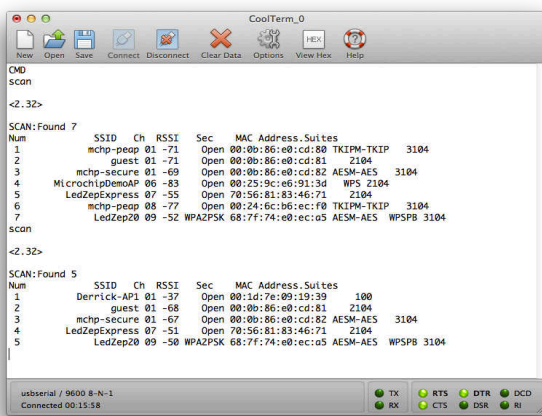 CoolTerm_0
New Open Save Connect Disconnect Clear Data Options View Hex Help
HEX
CMD
scan
<2.32>
SCAN:Found 7
Num SSID Ch RSSI Sec MAC Address.Suites
1 mchp-peap 01 -71 Open 00:0b:86:e0:cd:80 TKIPM-TKIP 3104
2 guest 01 -71 Open 00:0b:86:e0:cd:81 2104
3 mchp-secure 01 -69 Open 00:0b:86:e0:cd:82 AESM-AES 3104
4 MicrochipDemoAP 06 -83 Open 00:25:9c:e6:91:3d WPS 2104
5 LedZepExpress 07 -55 Open 70:56:81:83:46:71 2104
6 mchp-peap 08 -77 Open 00:24:6c:b6:ec:f0 TKIPM-TKIP 3104
7 LedZep20 09 -52 WPA2PSK 68:7f:74:e0:ec:a5 AESM-AES WPSPB 3104
scan
<2.32>
SCAN:Found 5
Num SSID Ch RSSI Sec MAC Address.Suites
1 Derrick-AP1 01 -37 Open 00:1d:7e:09:19:39 100
2 guest 01 -68 Open 00:0b:86:e0:cd:81 2104
3 mchp-secure 01 -67 Open 00:0b:86:e0:cd:82 AESM-AES 3104
4 LedZepExpress 07 -51 Open 70:56:81:83:46:71 2104
5 LedZep20 09 -50 WPA2PSK 68:7f:74:e0:ec:a5 AESM-AES WPSPB 3104
usbserial / 9600 8-N-1
Connected 00:15:58
TX RTS DTR DCD
RX CTS DSR RI